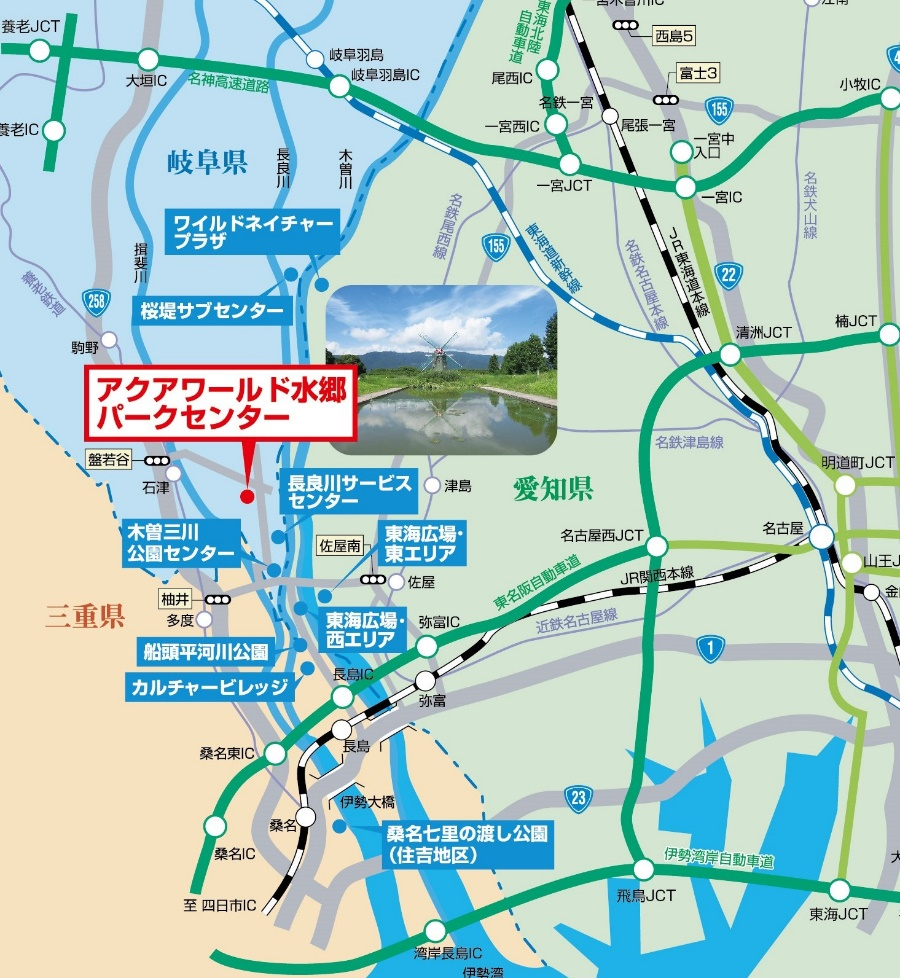 一宮木曽川IC
江南
養老JCT
西島5
東海北陸
自動車道
岐阜羽島
大垣IC
名神高速道路
岐阜羽島IC
尾西IC
富士3
小牧IC
名鉄一宮
155
養老IC
一宮西IC
尾張一宮
一宮中
入口
岐阜県
長良川
木曽川
一宮JCT
一宮IC
名鉄犬山線
名鉄尾西線
ワイルドネイチャー
プラザ
155
東海道新幹線
名鉄名古屋本線
JR東海道本線
揖斐川
22
養老鉄道
258
桜堤サブセンター
駒野
清洲JCT
楠JCT
アクアワールド水郷
パークセンター
名鉄津島線
盤若谷
石津
長良川サービス
センター
津島
愛知県
明道町JCT
木曽三川
公園センター
東海広場・
東エリア
佐屋南
名古屋西JCT
名古屋
佐屋
東名阪自動車道
JR関西本線
山王J
金
柚井
多度
三重県
東海広場・
西エリア
弥富IC
近鉄名古屋線
1
船頭平河川公園
長島IC
カルチャービレッジ
弥富
長島
桑名東IC
伊勢大橋
23
桑名
桑名七里の渡し公園
(住吉地区)
桑名IC
伊勢湾岸自動車道
至 四日市IC
飛島JCT
東海JCT
湾岸長島IC
伊勢湾